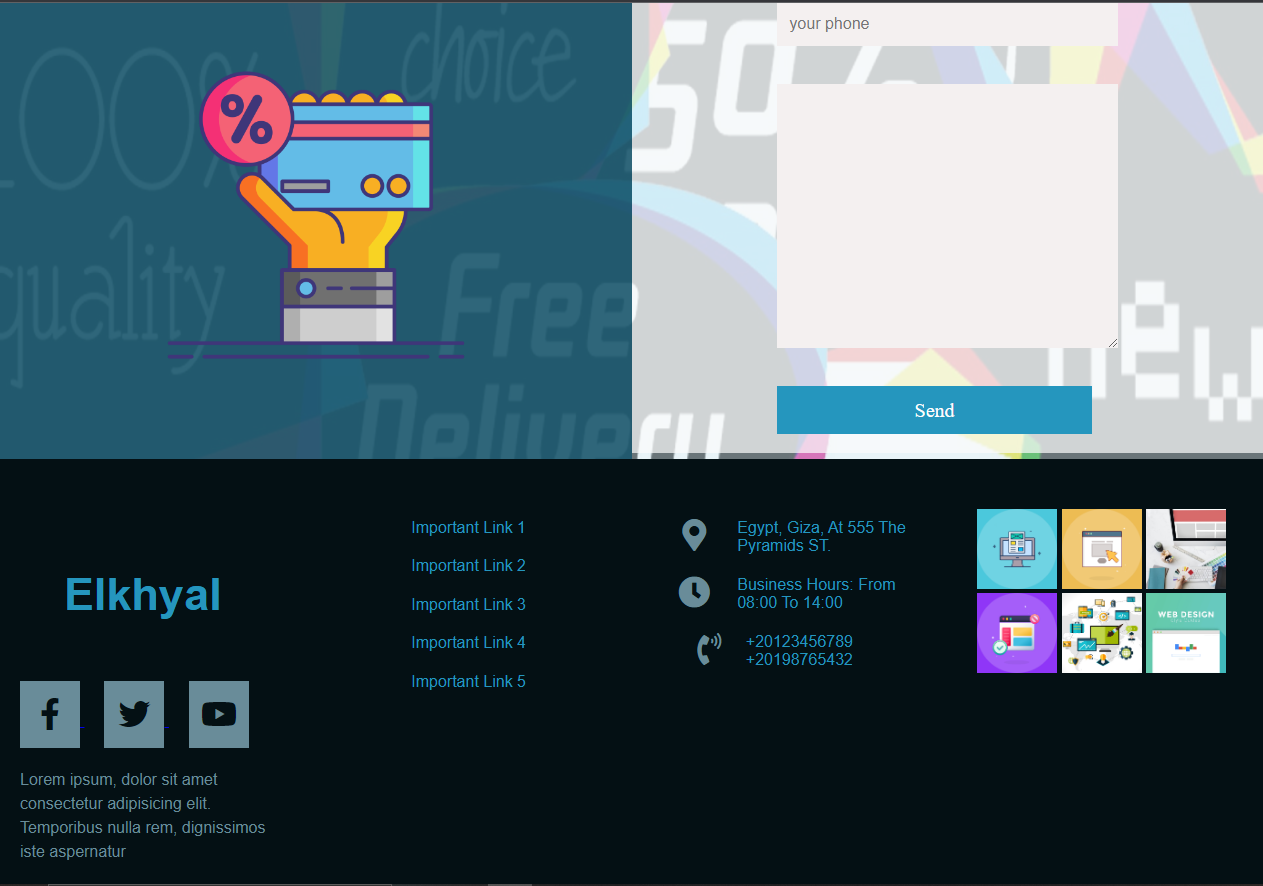 100%
choice
quality
Free
Delivery
%
50%
new
your phone
Send
Elkhyal
Lorem ipsum, dolor sit amet
consectetur adipisicing elit.
Temporibus nulla rem, dignissimos
iste aspernatur
Important Link 1
Important Link 2
Important Link 3
Important Link 4
Important Link 5
Egypt, Giza, At 555 The
Pyramids ST.
Business Hours: From
08:00 To 14:00
+20123456789
+20198765432
WEB DESIGN